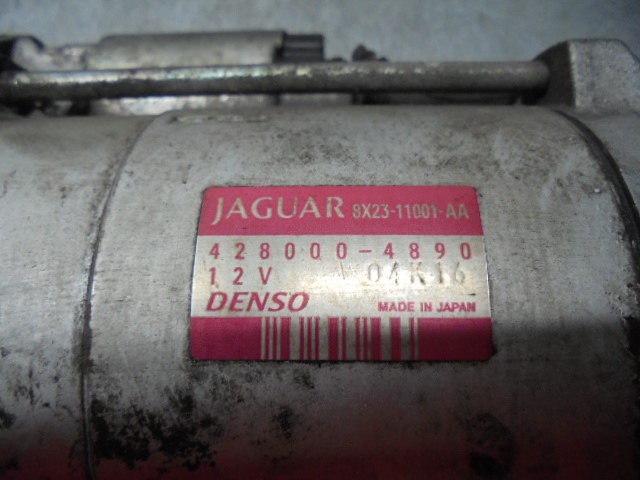 JAGUAR 8X23-11001-AA
428000-4890
12V 04K16
DENSO MADE IN JAPAN